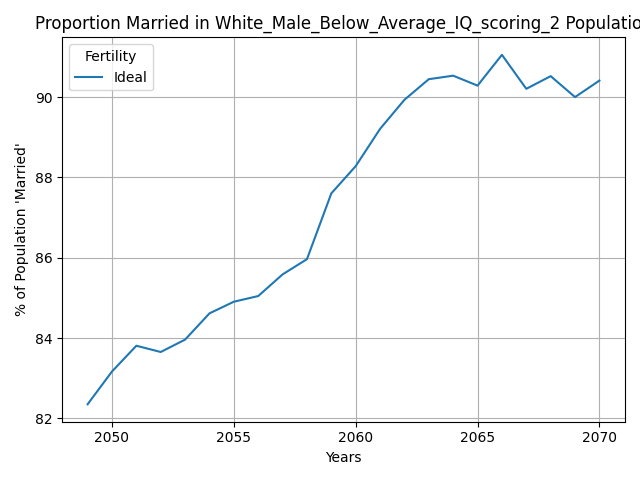 Proportion Married in White_Male_Below_Average_IQ_scoring_2 Populatio
Fertility
Ideal
% of Population 'Married'
90
88
86
84
82
2050 2055 2060 2065 2070
Years